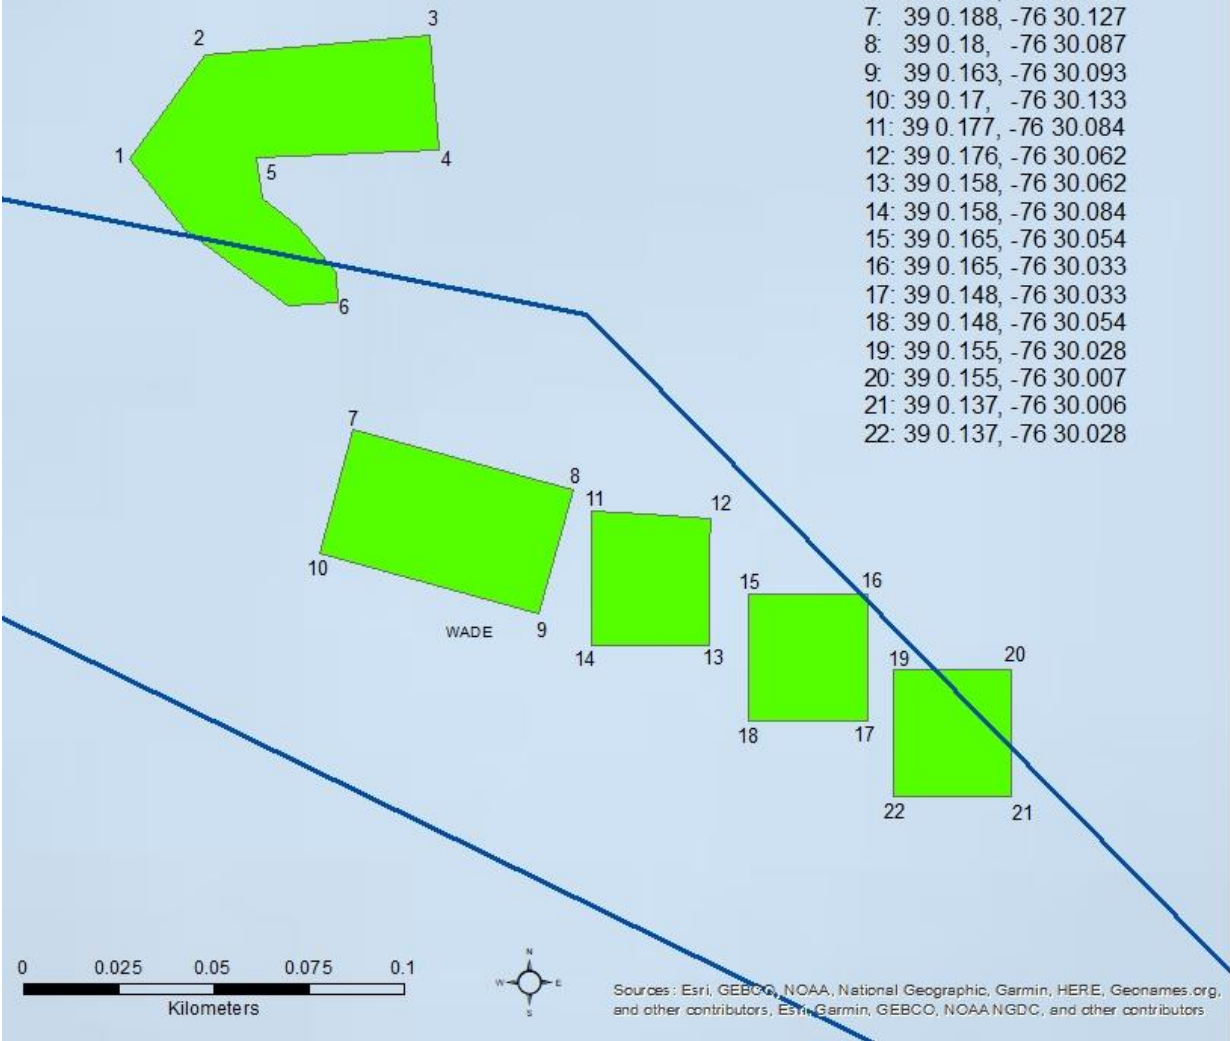 7: 39 0.188, -76 30.127
8: 39 0.18, -76 30.087
9: 39 0.163, -76 30.093
10: 39 0.17, -76 30.133
11: 39 0.177, -76 30.084
12: 39 0.176, -76 30.062
13: 39 0.158, -76 30.062
14: 39 0.158, -76 30.084
15: 39 0.165, -76 30.054
16: 39 0.165, -76 30.033
17: 39 0.148, -76 30.033
18: 39 0.148, -76 30.054
19: 39 0.155, -76 30.028
20: 39 0.155, -76 30.007
21: 39 0.137, -76 30.006
22: 39 0.137, -76 30.028
3
2
1
4
5
6
7
8
11
12
10
9
WADE
14
13
15
16
18
17
19
20
22
21
0 0.025 0.05 0.075 0.1
Kilometers
N
W E
S
Sources: Esri, GEBCO, NOAA, National Geographic, Garmin, HERE, Geonames.org,
and other contributors, Esri, Garmin, GEBCO, NOAA NGDC, and other contributors